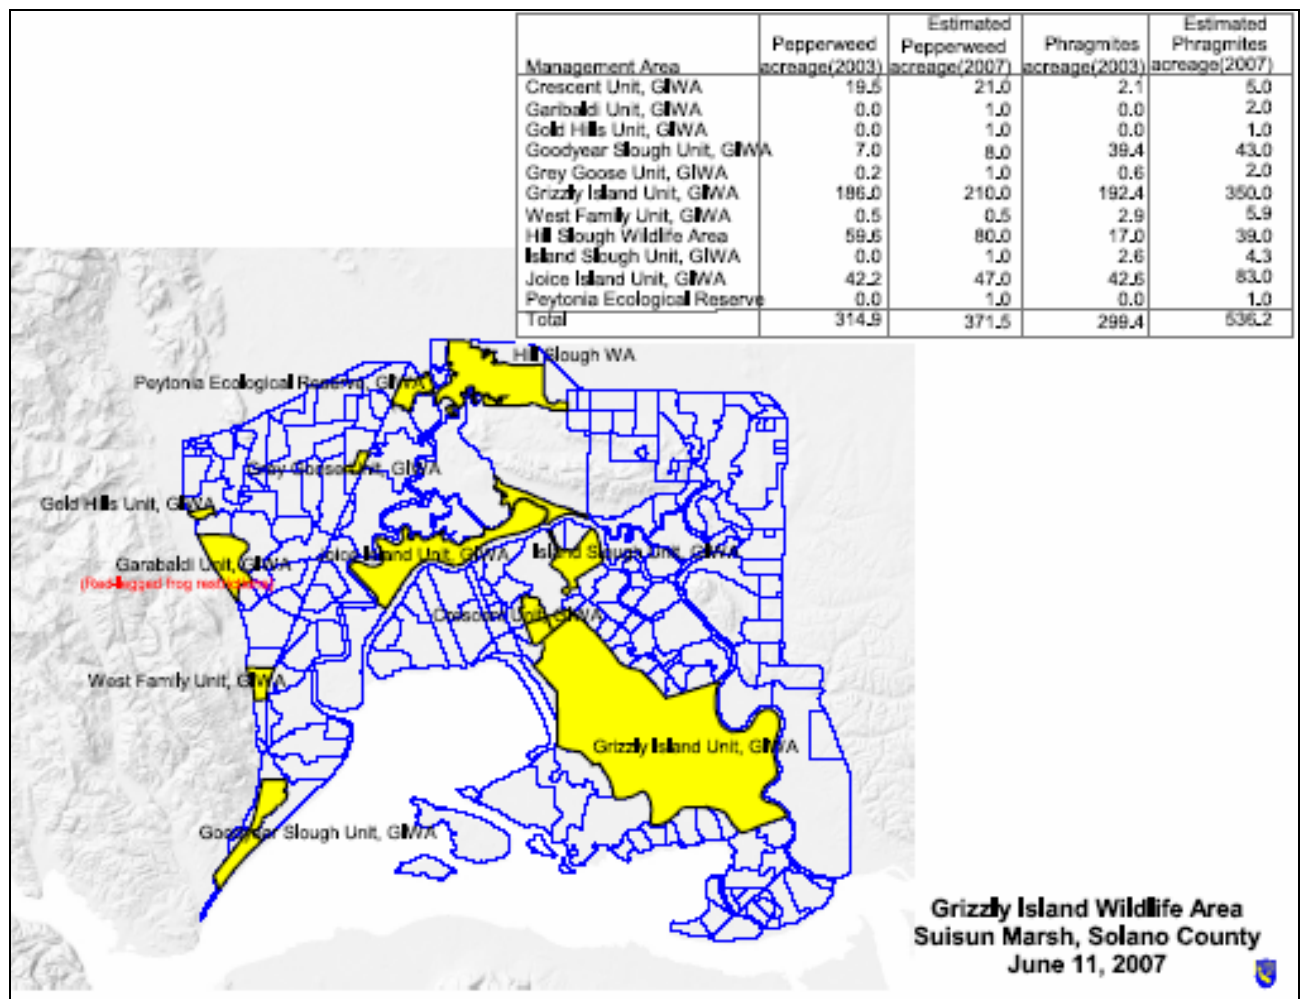 Management Area Pepperweed acreage(2003) Estimated Pepperweed acreage(2007) Phragmites acreage(2003) Estimated Phragmites acreage(2007)
Crescent Unit, GIWA 19.5 21.0 2.1 5.0
Garibaldi Unit, GIWA 0.0 1.0 0.0 2.0
Gold Hills Unit, GIWA 0.0 1.0 0.0 1.0
Goodyear Slough Unit, GIWA 7.0 8.0 39.4 43.0
Grey Goose Unit, GIWA 0.2 1.0 0.6 2.0
Grizzly Island Unit, GIWA 186.0 210.0 192.4 350.0
West Family Unit, GIWA 0.5 0.5 2.9 5.9
Hill Slough Wildlife Area 59.6 80.0 17.0 39.0
Island Slough Unit, GIWA 0.0 1.0 2.6 4.3
Joice Island Unit, GIWA 42.2 47.0 42.6 83.0
Peytonia Ecological Reserve 0.0 1.0 0.0 1.0
Total 314.9 371.5 299.4 536.2
Hill Slough WA
Peytonia Ecological Reserve, GIWA
Grey Goose Unit, GIWA
Gold Hills Unit, GIWA
Joice Island Unit, GIWA
Island Slough Unit, GIWA
Garabaldi Unit, GIWA
(Red-legged frog restrictions)
Crescent Unit, GIWA
West Family Unit, GIWA
Grizzly Island Unit, GIWA
Goodyear Slough Unit, GIWA
Grizzly Island Wildlife Area
Suisun Marsh, Solano County
June 11, 2007